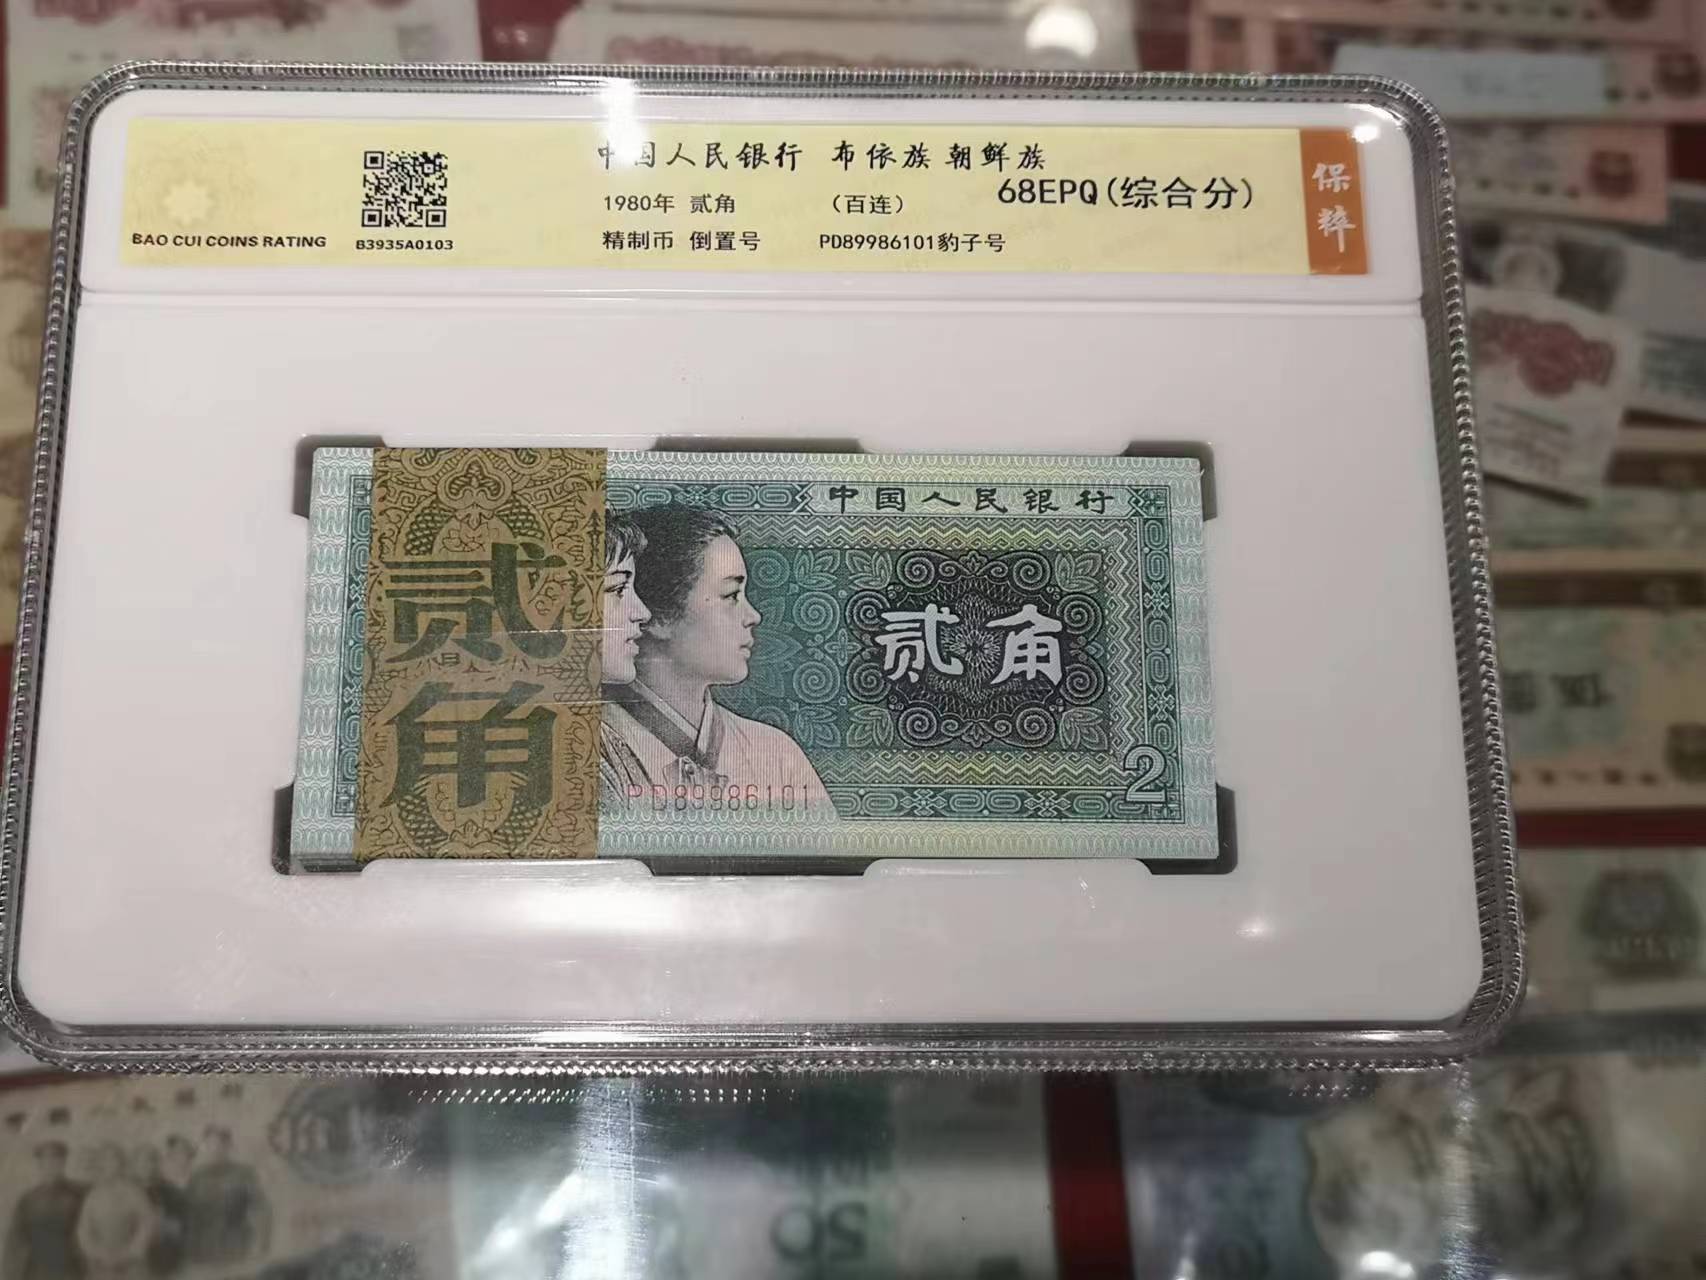 中国人民银行 布依族 朝鲜族
1980年 贰角 (百连) 68EPQ(综合分)
精制币 倒置号 PD89986101豹子号
BAO CUI COINS RATING
B3935A0103
保粹
中国人民银行
贰角
贰角
PD89986101
2